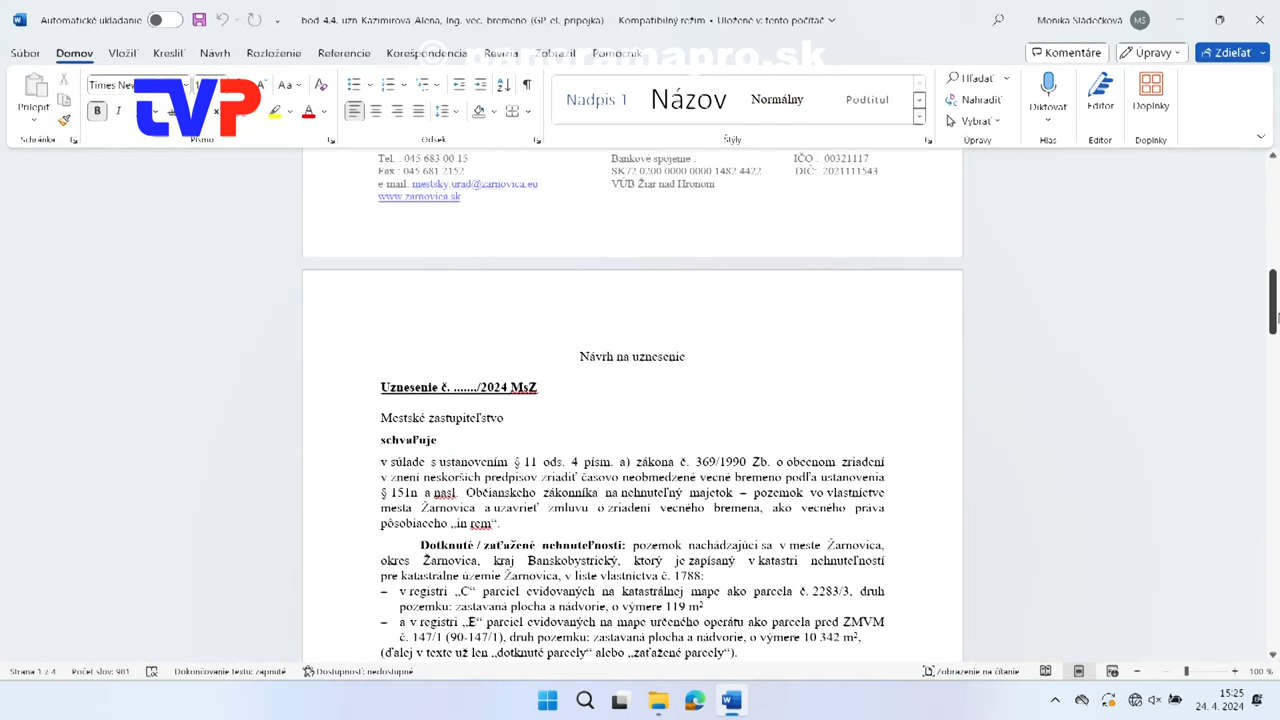 Automatické ukladanie
bod 4.4. uzn Kazimírová Alena, Ing. vec. bremeno (GP el. prípojka) - Kompatibilný režim • Uložené v: tento počítač
Monika Sládečková MS
Súbor Domov Vložiť Kresliť Návrh Rozloženie Referencie Korešpondencia Revízia Zobraziť Pomocník
Komentáre Úpravy Zdieľať
© panoramapro.sk
TVP
Prilepiť
Times New
B I
Nadpis 1 Názov Normálny Podtitul
Hľadať
Nahradiť
Vybrať
Diktovať Editor Doplnky
Schránka Písmo Odsek Štýly Úpravy Hlas Editor Doplnky
Tel. : 045 683 00 15 Bankové spojenie : IČO : 00321117
Fax : 045 681 2152 SK72 0200 0000 0000 1482 4422 DIČ: 2021111543
e-mail: mestsky.urad@zarnovica.eu VÚB Žiar nad Hronom
www.zarnovica.sk
Návrh na uznesenie
Uznesenie č. ......./2024 MsZ
Mestské zastupiteľstvo
schvaľuje
v súlade s ustanovením § 11 ods. 4 písm. a) zákona č. 369/1990 Zb. o obecnom zriadení
v znení neskorších predpisov zriadiť časovo neobmedzené vecné bremeno podľa ustanovenia
§ 151n a nasl. Občianskeho zákonníka na nehnuteľný majetok – pozemok vo vlastníctve
mesta Žarnovica a uzavrieť zmluvu o zriadení vecného bremena, ako vecného práva
pôsobiaceho „in rem“.
Dotknuté / zaťažené nehnuteľnosti: pozemok nachádzajúci sa v meste Žarnovica,
okres Žarnovica, kraj Banskobystrický, ktorý je zapísaný v katastri nehnuteľností
pre katastrálne územie Žarnovica, v liste vlastníctva č. 1788:
– v registri „C“ parciel evidovaných na katastrálnej mape ako parcela č. 2283/3, druh
pozemku: zastavaná plocha a nádvorie, o výmere 119 m²
– a v registri „E“ parciel evidovaných na mape určeného operátu ako parcela pred ZMVM
č. 147/1 (90-147/1), druh pozemku: zastavaná plocha a nádvorie, o výmere 10 342 m²,
(ďalej v texte už len „dotknuté parcely“ alebo „zaťažené parcely“).
Strana 1 z 4 Počet slov: 901 Dokončovanie textu: zapnuté Dostupnosť: nedostupné Zobrazenie na čítanie 100 %
15:25
24. 4. 2024